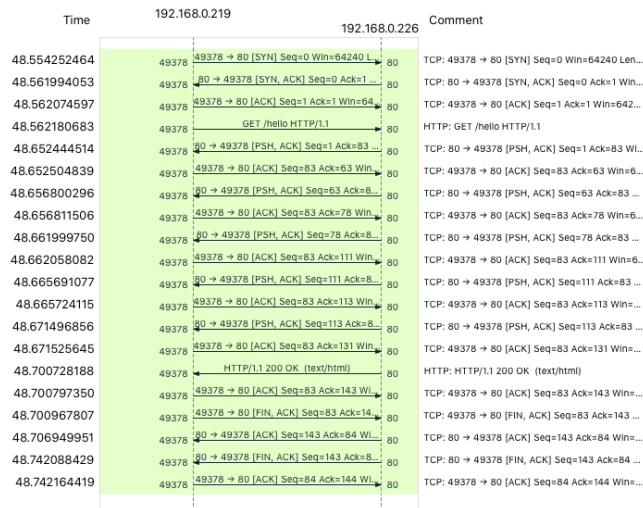 Time 192.168.0.219 192.168.0.226 Comment
48.554252464 49378 49378 → 80 [SYN] Seq=0 Win=64240 L... 80 TCP: 49378 → 80 [SYN] Seq=0 Win=64240 Len...
48.561994053 49378 80 → 49378 [SYN, ACK] Seq=0 Ack=1 ... 80 TCP: 80 → 49378 [SYN, ACK] Seq=0 Ack=1 Win...
48.562074597 49378 49378 → 80 [ACK] Seq=1 Ack=1 Win=64... 80 TCP: 49378 → 80 [ACK] Seq=1 Ack=1 Win=642...
48.562180683 49378 GET /hello HTTP/1.1 80 HTTP: GET /hello HTTP/1.1
48.652444514 49378 80 → 49378 [PSH, ACK] Seq=1 Ack=83 ... 80 TCP: 80 → 49378 [PSH, ACK] Seq=1 Ack=83 Wi...
48.652504839 49378 49378 → 80 [ACK] Seq=83 Ack=63 Win... 80 TCP: 49378 → 80 [ACK] Seq=83 Ack=63 Win=6...
48.656800296 49378 80 → 49378 [PSH, ACK] Seq=63 Ack=8... 80 TCP: 80 → 49378 [PSH, ACK] Seq=63 Ack=83 ...
48.656811506 49378 49378 → 80 [ACK] Seq=83 Ack=78 Win... 80 TCP: 49378 → 80 [ACK] Seq=83 Ack=78 Win=6...
48.661999750 49378 80 → 49378 [PSH, ACK] Seq=78 Ack=8... 80 TCP: 80 → 49378 [PSH, ACK] Seq=78 Ack=83 ...
48.662058082 49378 49378 → 80 [ACK] Seq=83 Ack=111 Win... 80 TCP: 49378 → 80 [ACK] Seq=83 Ack=111 Win=6...
48.665691077 49378 80 → 49378 [PSH, ACK] Seq=111 Ack=8... 80 TCP: 80 → 49378 [PSH, ACK] Seq=111 Ack=83 ...
48.665724115 49378 49378 → 80 [ACK] Seq=83 Ack=113 Win... 80 TCP: 49378 → 80 [ACK] Seq=83 Ack=113 Win=...
48.671496856 49378 80 → 49378 [PSH, ACK] Seq=113 Ack=8... 80 TCP: 80 → 49378 [PSH, ACK] Seq=113 Ack=83 ...
48.671525645 49378 49378 → 80 [ACK] Seq=83 Ack=131 Win... 80 TCP: 49378 → 80 [ACK] Seq=83 Ack=131 Win=...
48.700728188 49378 HTTP/1.1 200 OK (text/html) 80 HTTP: HTTP/1.1 200 OK (text/html)
48.700797350 49378 49378 → 80 [ACK] Seq=83 Ack=143 Wi... 80 TCP: 49378 → 80 [ACK] Seq=83 Ack=143 Win=...
48.700967807 49378 49378 → 80 [FIN, ACK] Seq=83 Ack=14... 80 TCP: 49378 → 80 [FIN, ACK] Seq=83 Ack=143 ...
48.706949951 49378 80 → 49378 [ACK] Seq=143 Ack=84 Wi... 80 TCP: 80 → 49378 [ACK] Seq=143 Ack=84 Win=...
48.742088429 49378 80 → 49378 [FIN, ACK] Seq=143 Ack=8... 80 TCP: 80 → 49378 [FIN, ACK] Seq=143 Ack=84 ...
48.742164419 49378 49378 → 80 [ACK] Seq=84 Ack=144 Wi... 80 TCP: 49378 → 80 [ACK] Seq=84 Ack=144 Win=...